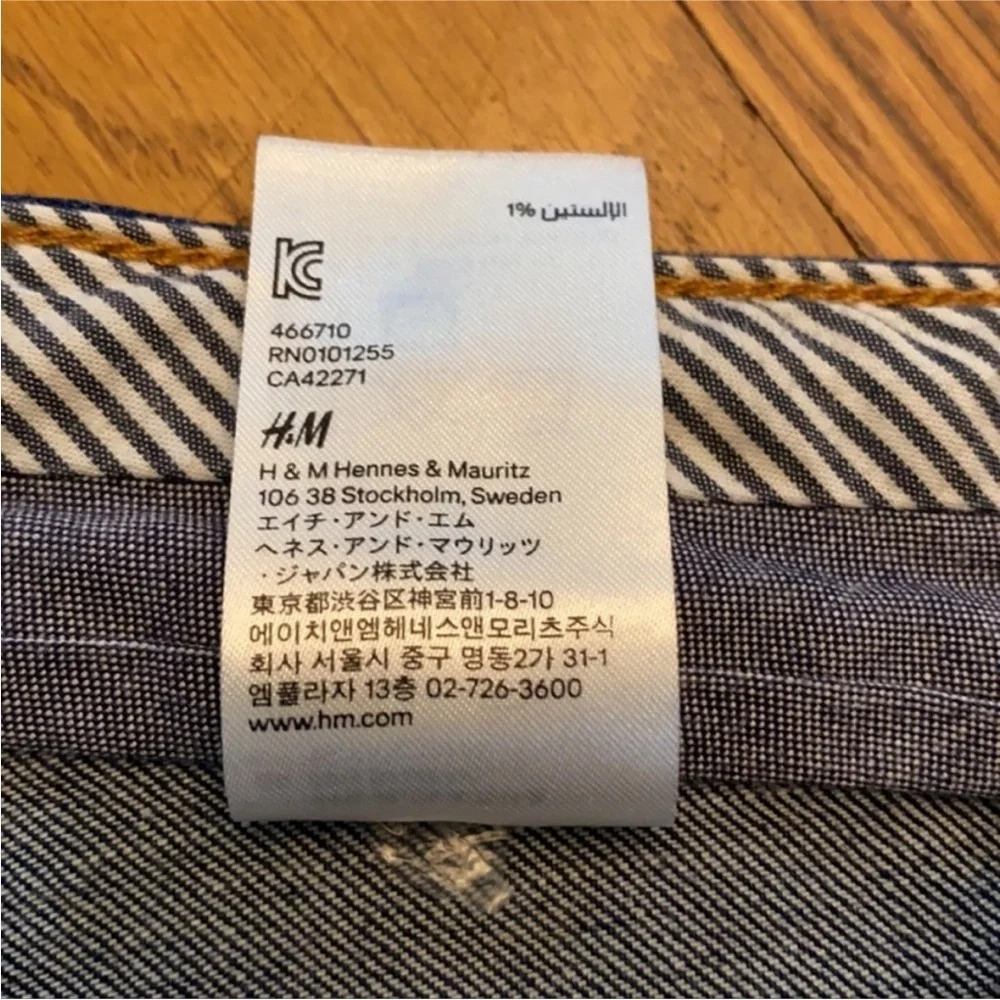 الإلستين 1%
466710
RN0101255
CA42271
H&M
H & M Hennes & Mauritz
106 38 Stockholm, Sweden
エイチ・アンド・エム
ヘネス・アンド・マウリッツ
・ジャパン株式会社
東京都渋谷区神宮前1-8-10
에이치앤엠헤네스앤모리츠주식
회사 서울시 중구 명동2가 31-1
엠플라자 13층 02-726-3600
www.hm.com